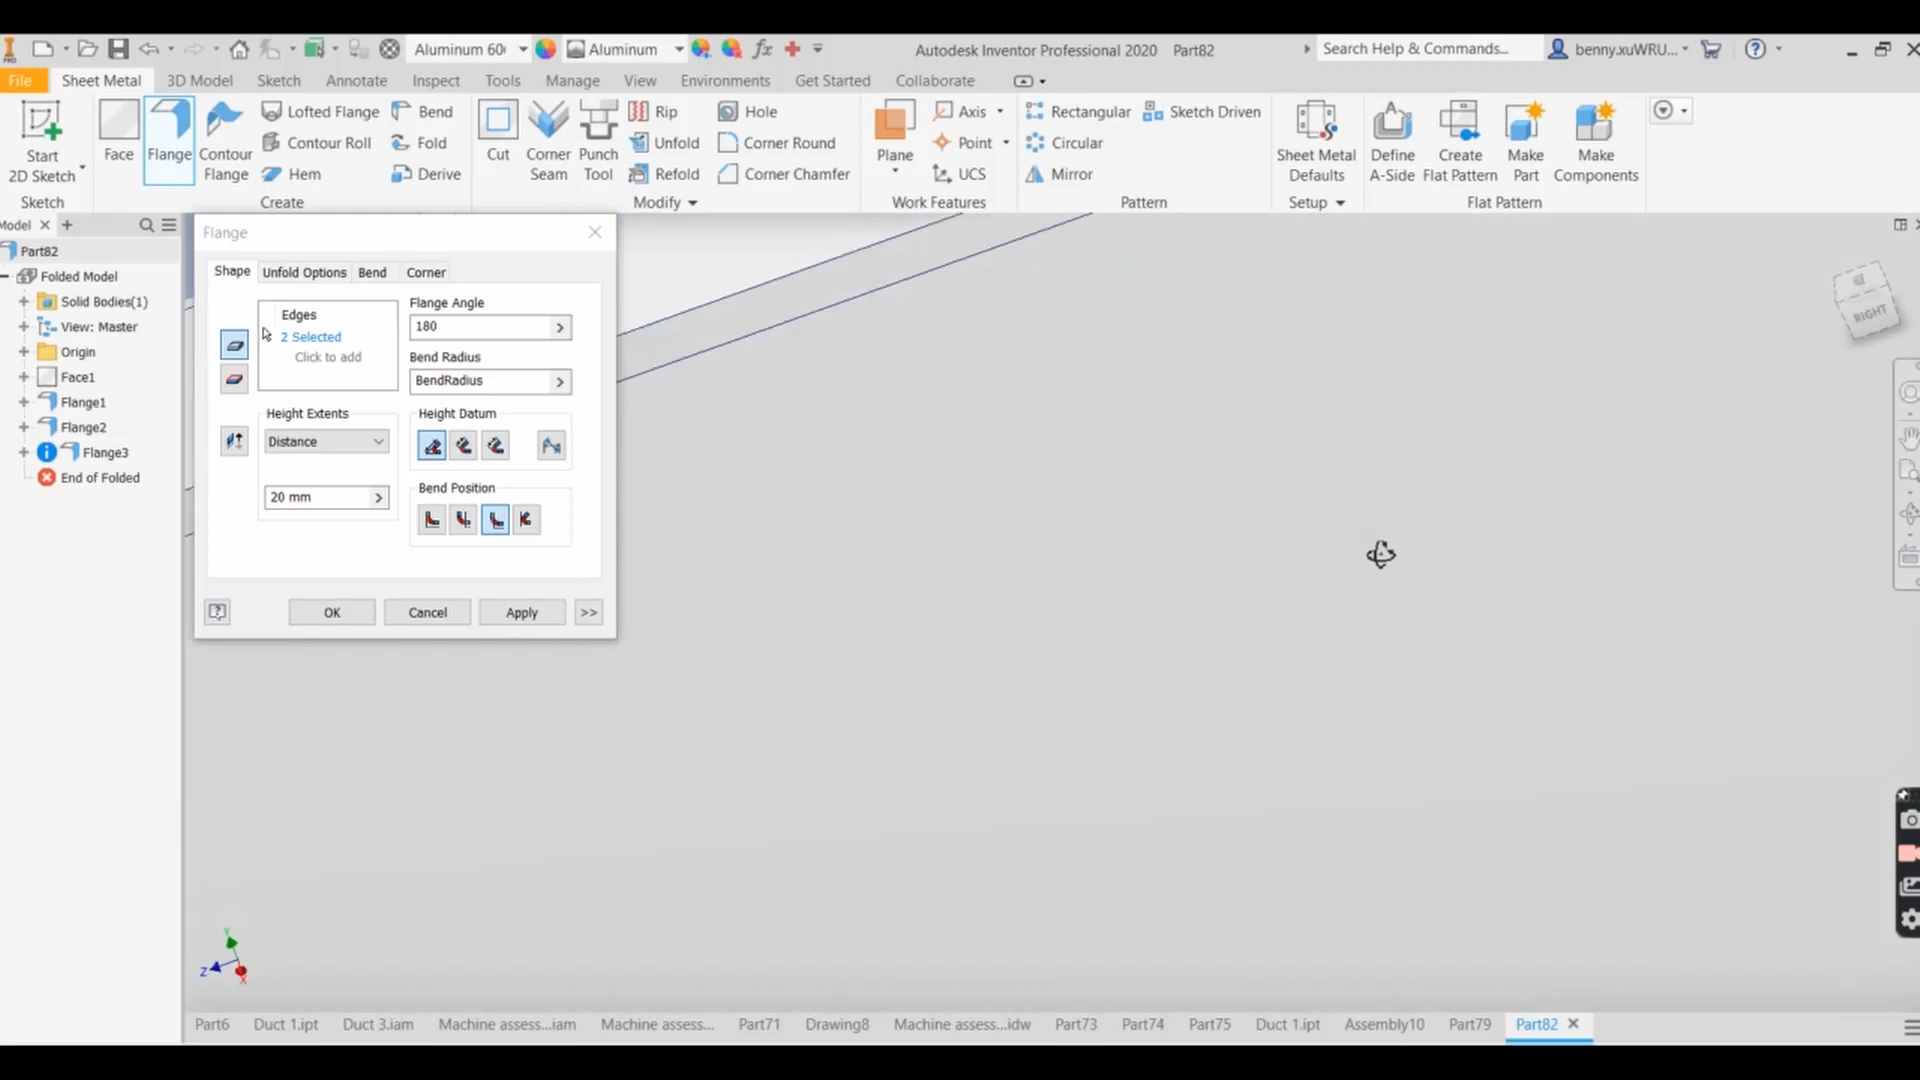 PRO
Aluminum 60
Aluminum
fx
Autodesk Inventor Professional 2020 Part82
Search Help & Commands...
benny.xuWRU...
File Sheet Metal 3D Model Sketch Annotate Inspect Tools Manage View Environments Get Started Collaborate
Start
2D Sketch
Sketch
Face
Flange
Contour
Flange
Lofted Flange
Contour Roll
Hem
Bend
Fold
Derive
Create
Cut
Corner
Seam
Punch
Tool
Rip
Unfold
Refold
Hole
Corner Round
Corner Chamfer
Modify
Plane
Axis
Point
UCS
Work Features
Rectangular
Circular
Mirror
Sketch Driven
Pattern
Sheet Metal
Defaults
Setup
Define
A-Side
Create
Flat Pattern
Make
Part
Make
Components
Flat Pattern
Model
Part82
Folded Model
Solid Bodies(1)
View: Master
Origin
Face1
Flange1
Flange2
Flange3
End of Folded
Flange
Shape Unfold Options Bend Corner
Edges
2 Selected
Click to add
Flange Angle
180
Bend Radius
BendRadius
Height Extents
Distance
20 mm
Height Datum
Bend Position
OK Cancel Apply >>
RIGHT
Y
Z
X
Part6 Duct 1.ipt Duct 3.iam Machine assess...iam Machine assess... Part71 Drawing8 Machine assess...idw Part73 Part74 Part75 Duct 1.ipt Assembly10 Part79 Part82